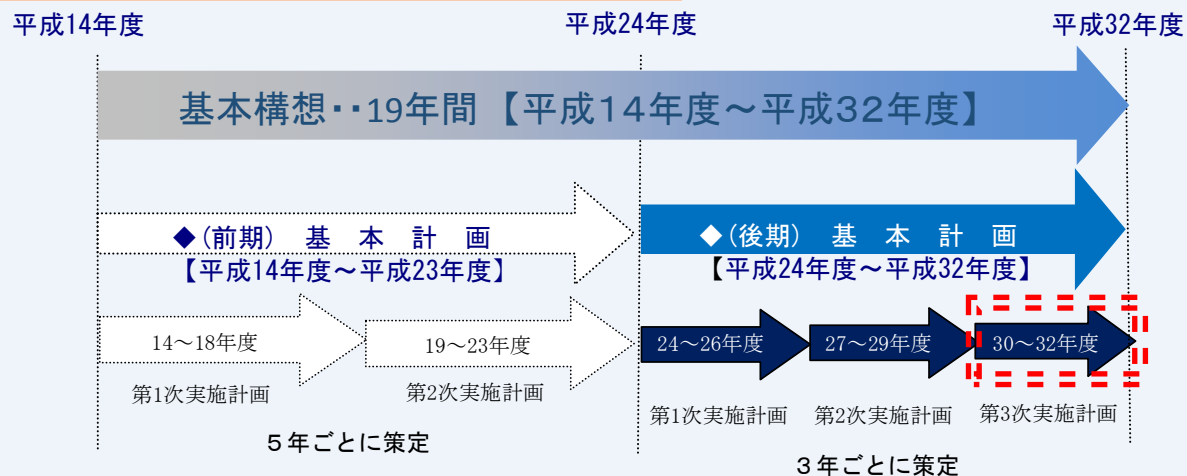 平成14年度
平成24年度
平成32年度
基本構想･･19年間【平成１４年度～平成３２年度】
◆(前期)　基　本　計　画
【平成14年度～平成23年度】
◆(後期)　基　本　計　画
【平成24年度～平成32年度】
14～18年度
19～23年度
24～26年度
27～29年度
30～32年度
第1次実施計画
第2次実施計画
第1次実施計画
第2次実施計画
第3次実施計画
５年ごとに策定
３年ごとに策定